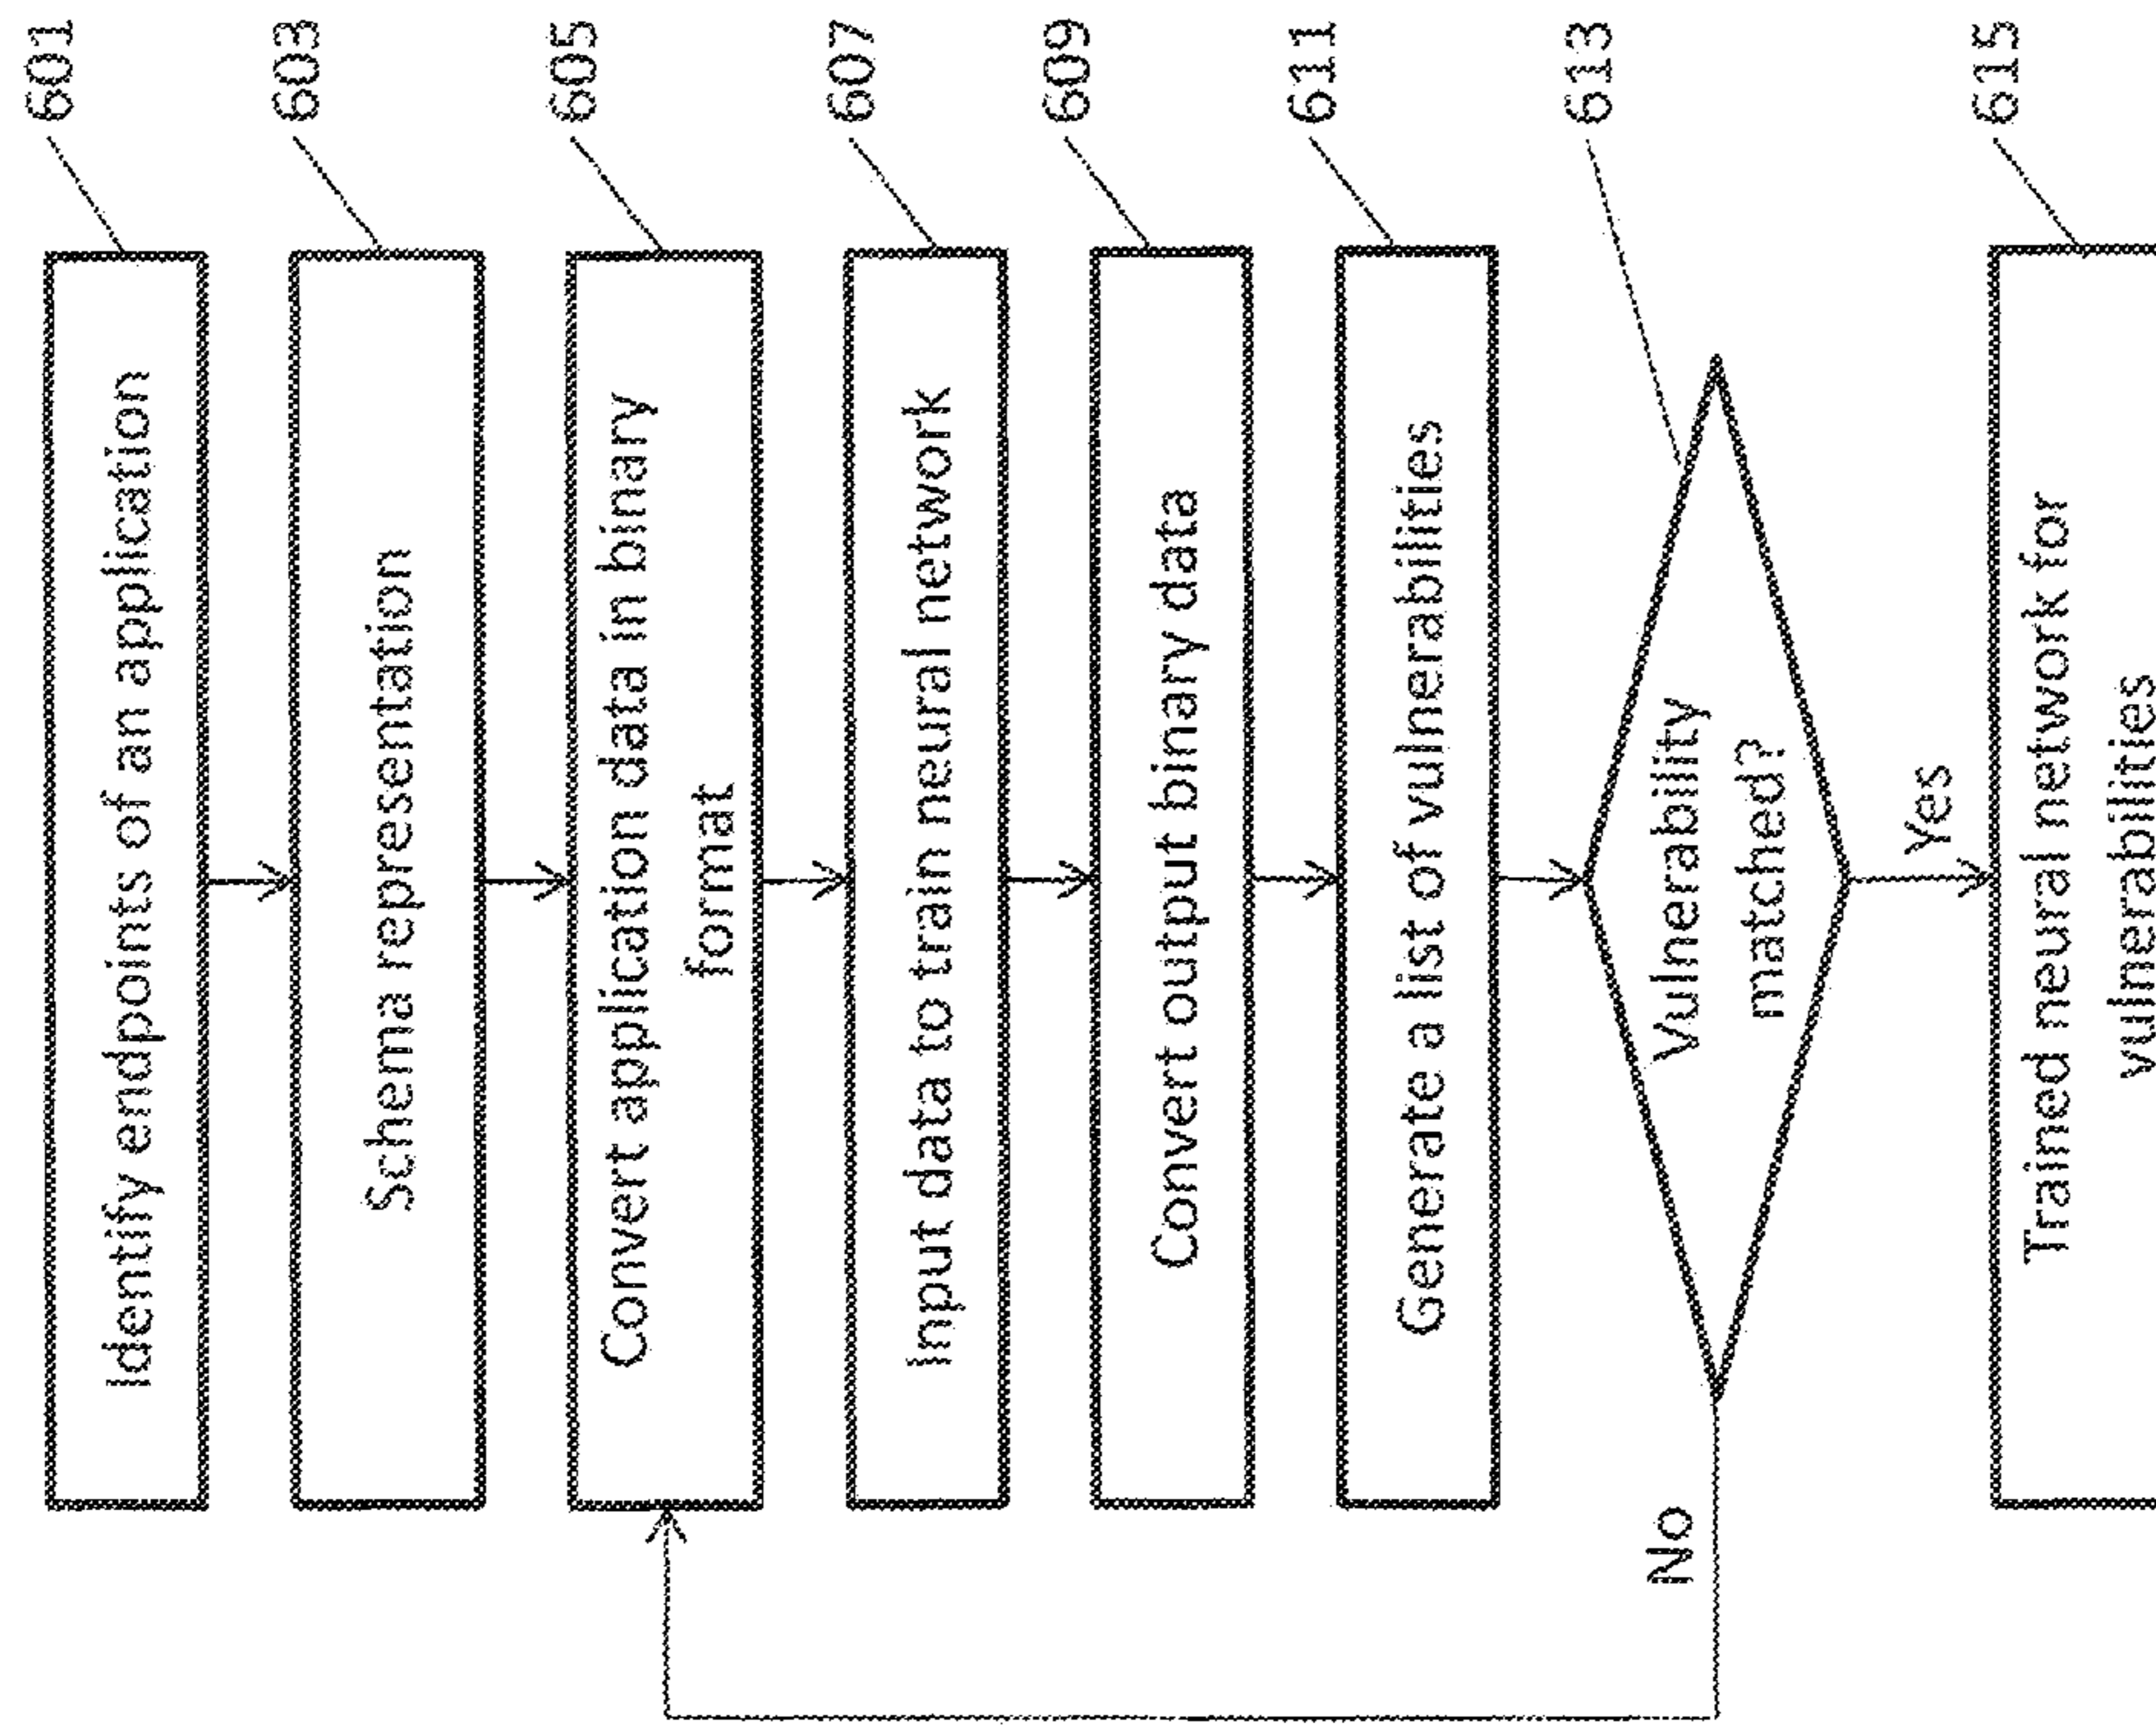 Identify endpoints of an application
601
Schema representation
603
Convert application data in binary
format
605
Input data to train neural network
607
Convert output binary data
609
Generate a list of vulnerabilities
611
Vulnerability
matched?
613
No
Yes
Trained neural network for
vulnerabilities
615